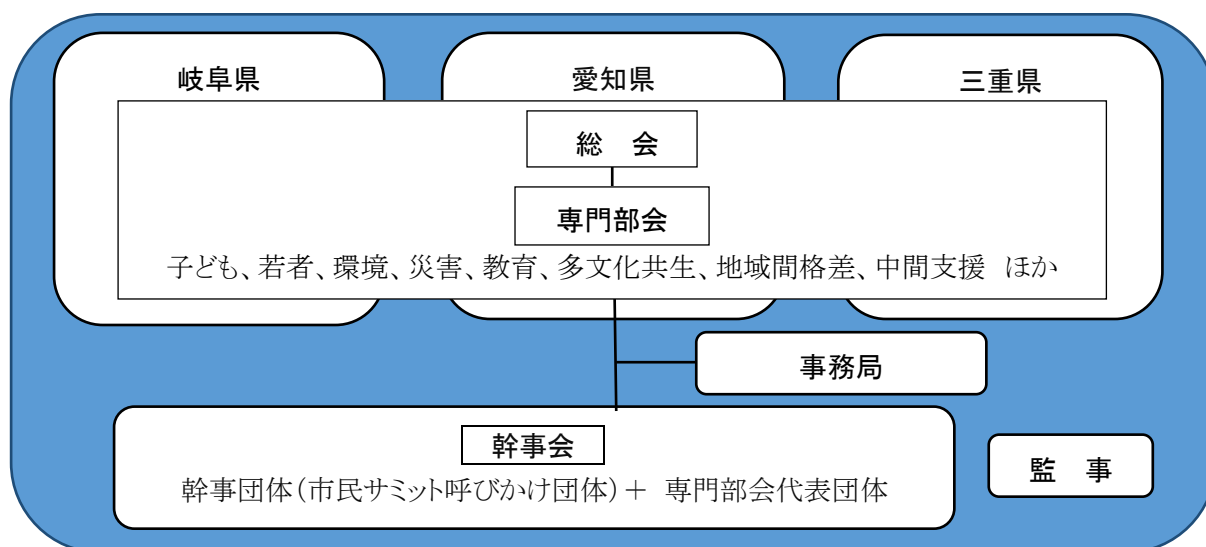 岐阜県
愛知県
三重県
総　会
専門部会
子ども、若者、環境、災害、教育、多文化共生、地域間格差、中間支援　ほか
事務局
幹事会
幹事団体(市民サミット呼びかけ団体)＋ 専門部会代表団体
監　事